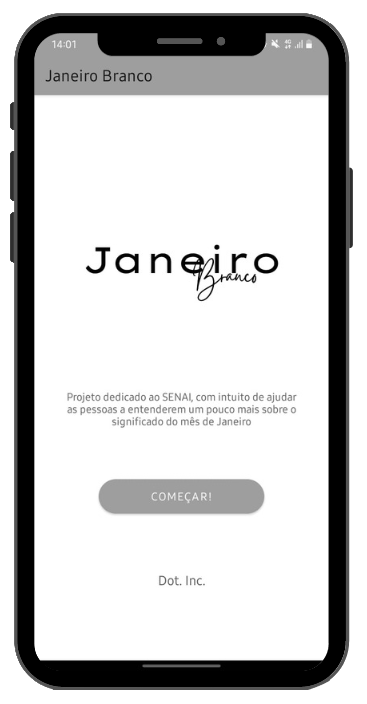 14:01
4G
Janeiro Branco
Janeiro
Branco
Projeto dedicado ao SENAI, com intuito de ajudar
as pessoas a entenderem um pouco mais sobre o
significado do mês de Janeiro
COMEÇAR!
Dot. Inc.